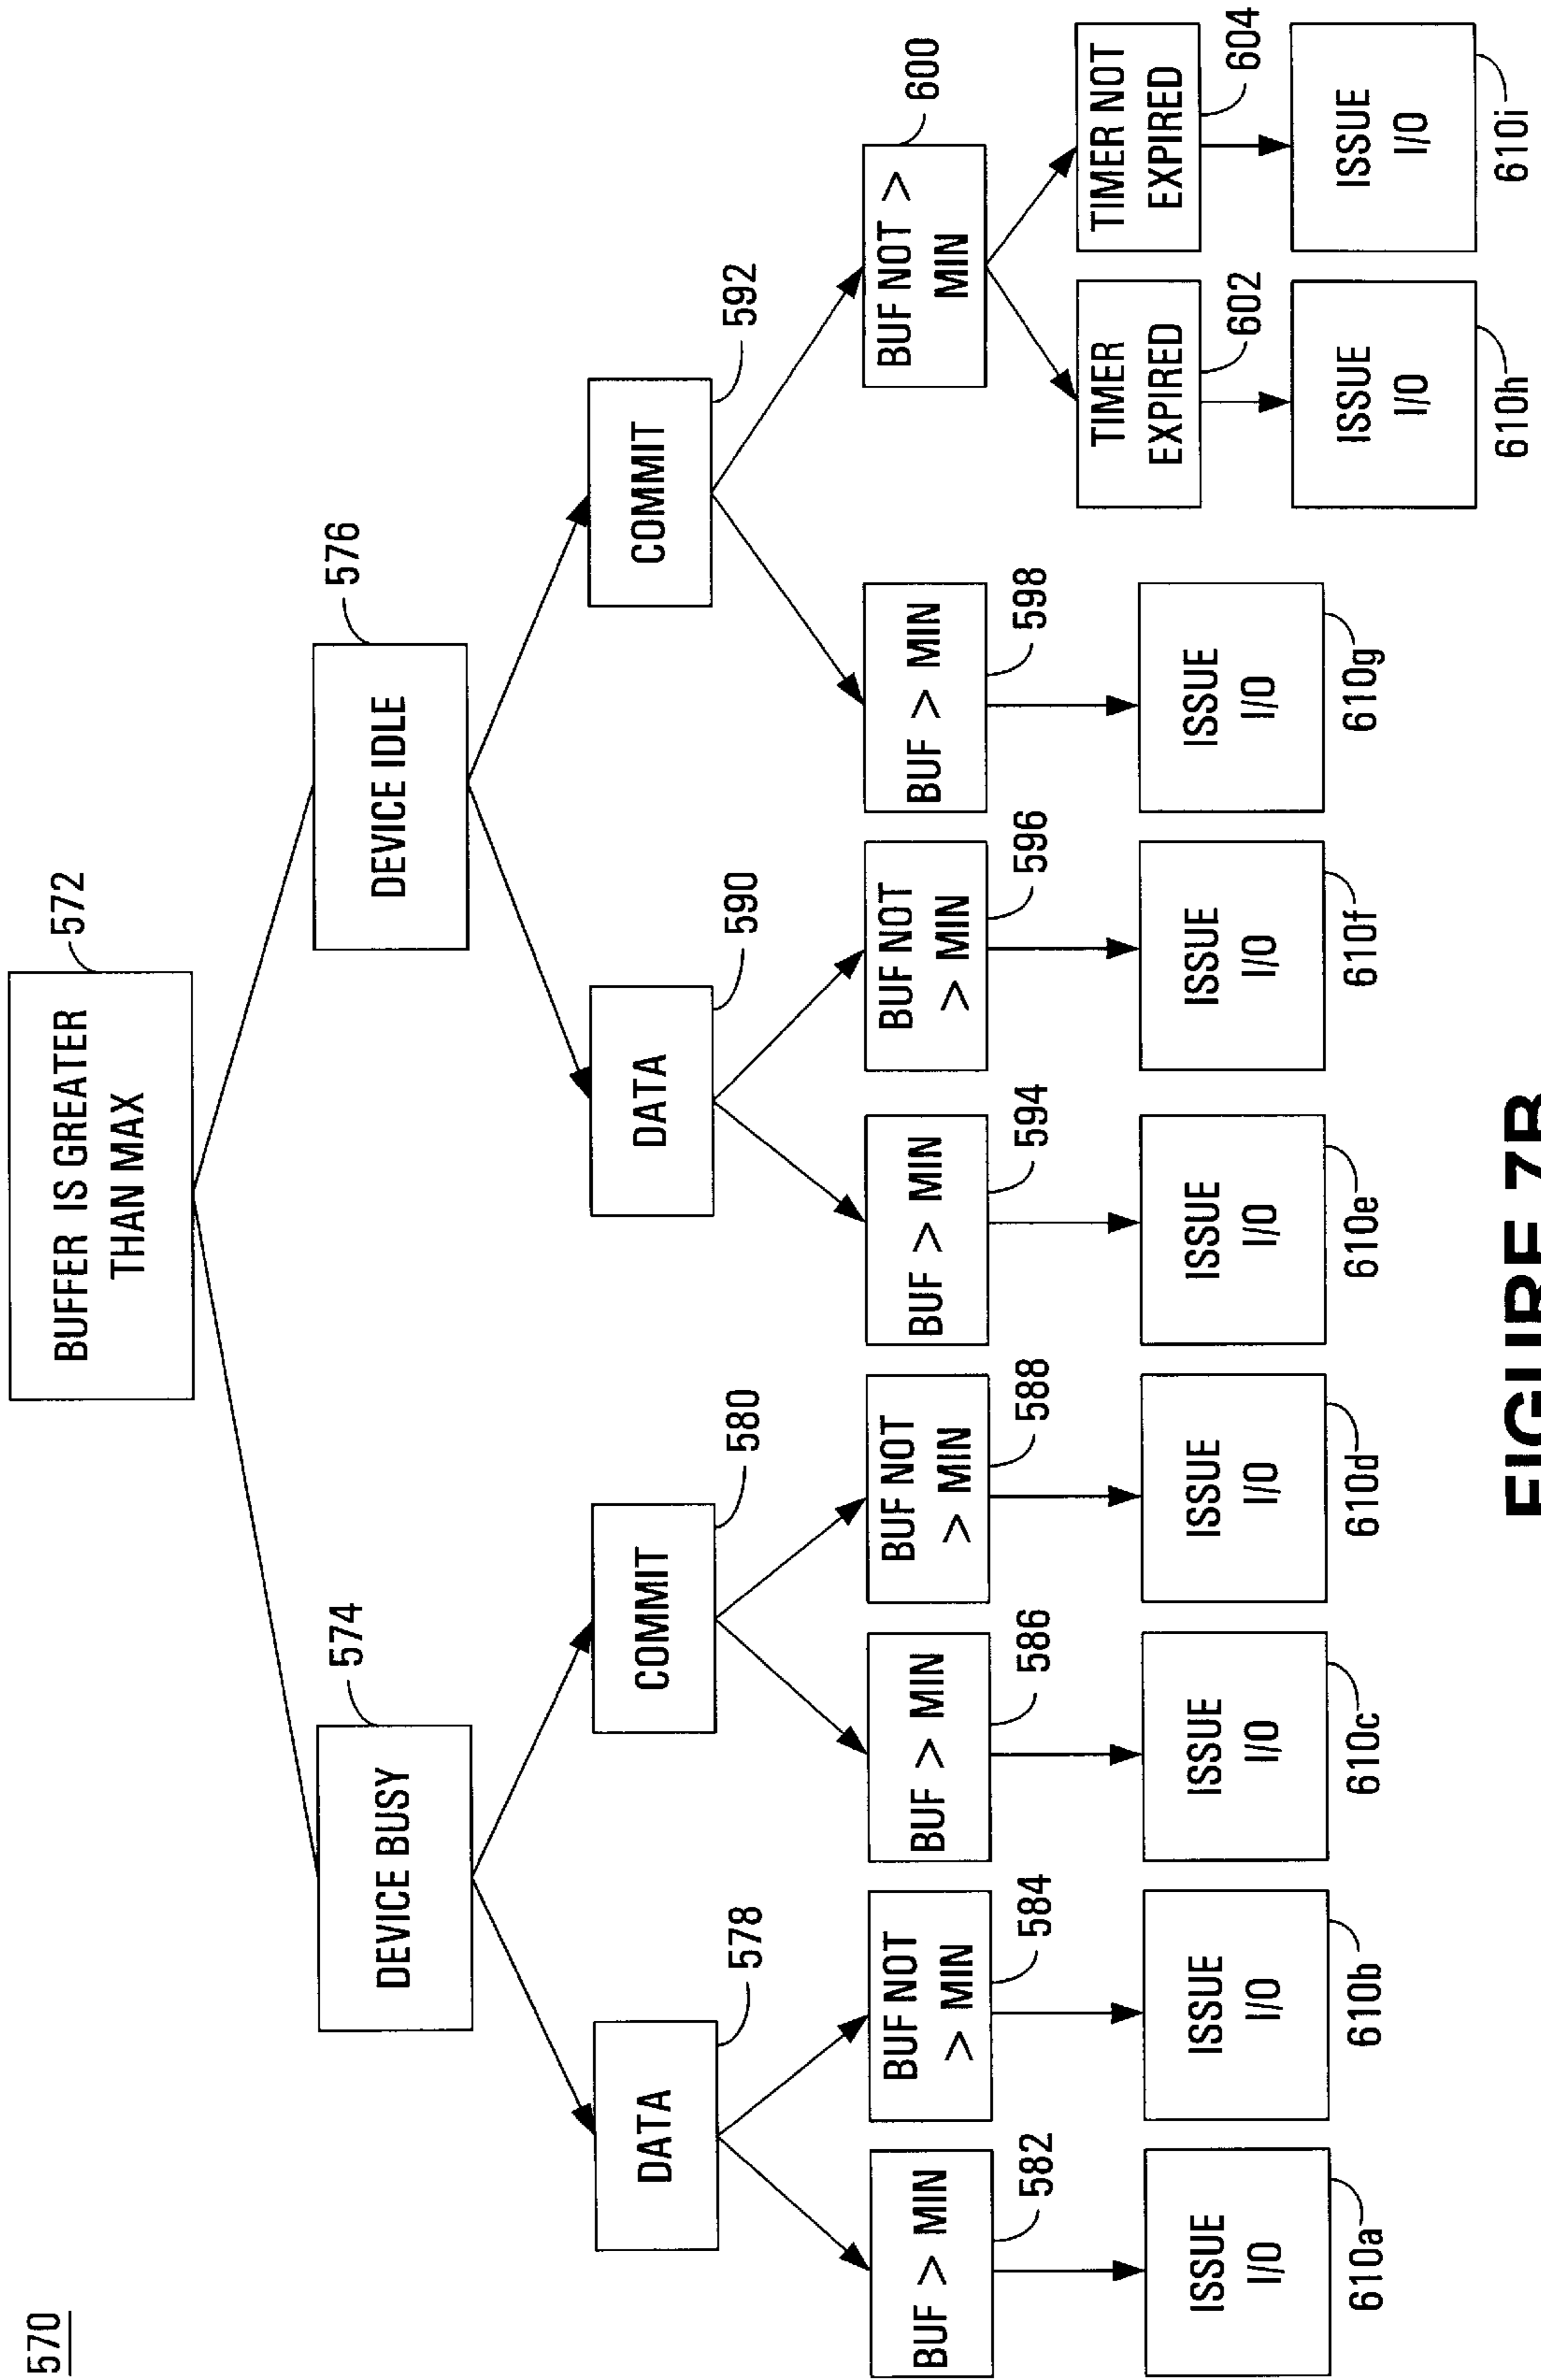 570
BUFFER IS GREATER
THAN MAX
572
DEVICE BUSY
574
DEVICE IDLE
576
DATA
578
COMMIT
580
DATA
590
COMMIT
592
BUF > MIN
582
BUF NOT
> MIN
584
BUF > MIN
586
BUF NOT
> MIN
588
BUF > MIN
594
BUF NOT
> MIN
596
BUF > MIN
598
BUF NOT >
MIN
600
TIMER
EXPIRED
602
TIMER NOT
EXPIRED
604
ISSUE
I/O
610a
ISSUE
I/O
610b
ISSUE
I/O
610c
ISSUE
I/O
610d
ISSUE
I/O
610e
ISSUE
I/O
610f
ISSUE
I/O
610g
ISSUE
I/O
610h
ISSUE
I/O
610i
FIGURE 7B